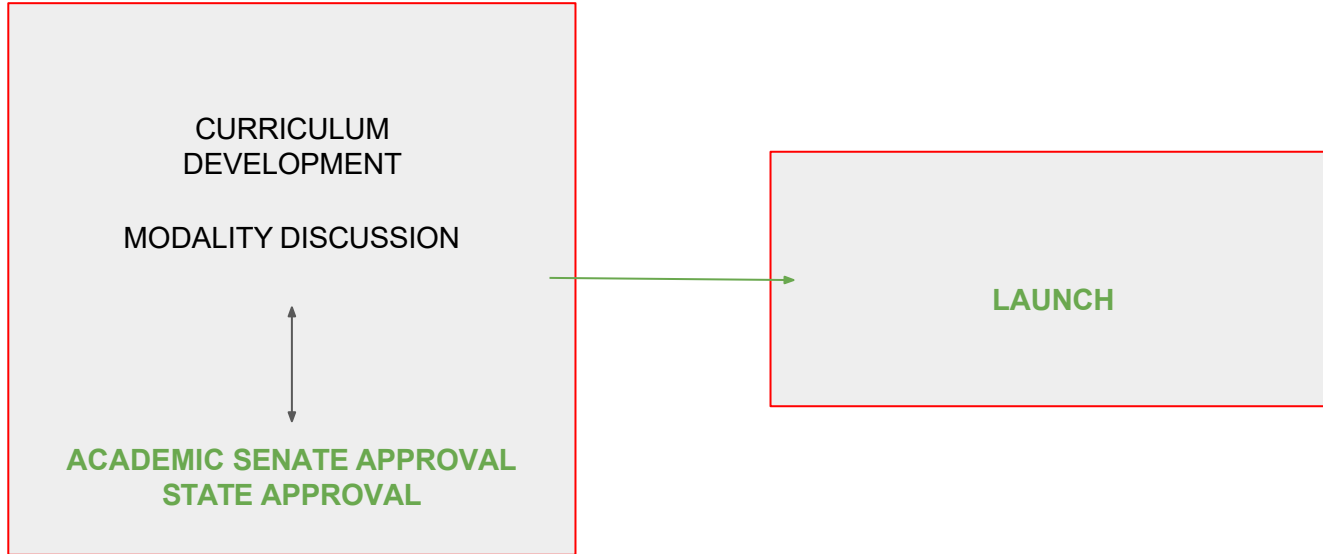 CURRICULUM
DEVELOPMENT
MODALITY DISCUSSION
ACADEMIC SENATE APPROVAL
STATE APPROVAL
LAUNCH